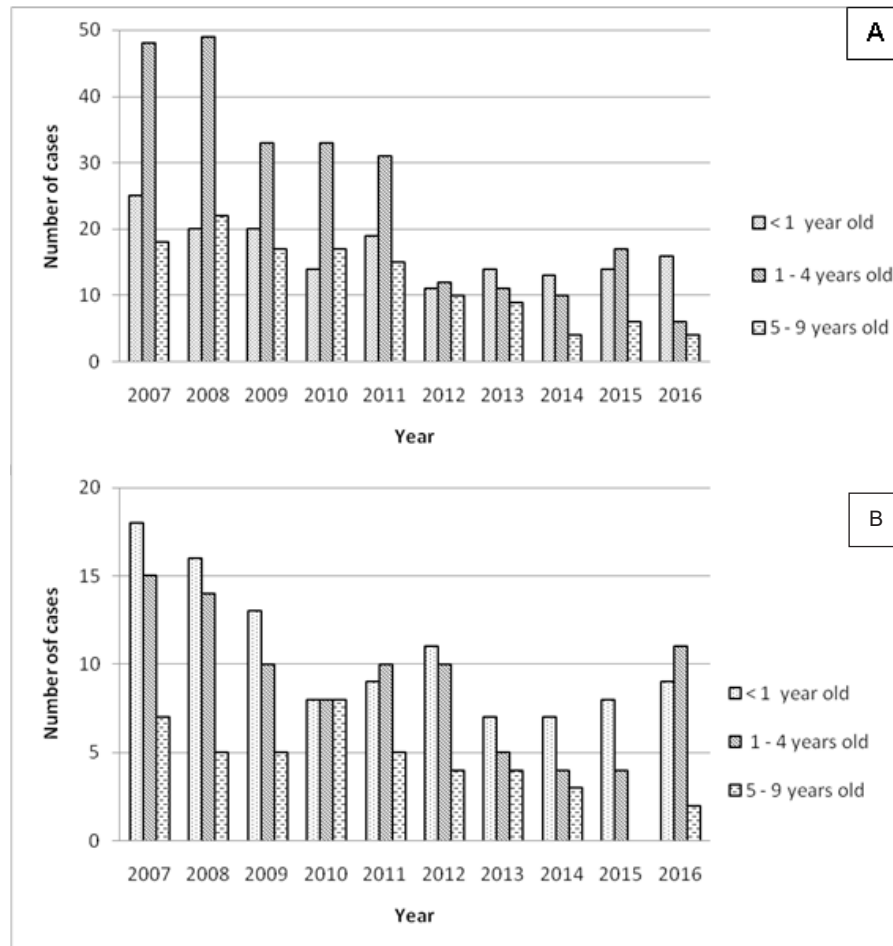 A
50
40
30
20
10
0
Number of cases
2007 2008 2009 2010 2011 2012 2013 2014 2015 2016
Year
< 1 year old
1 - 4 years old
5 - 9 years old
B
20
15
10
5
0
Number osf cases
2007 2008 2009 2010 2011 2012 2013 2014 2015 2016
Year
< 1 year old
1 - 4 years old
5 - 9 years old